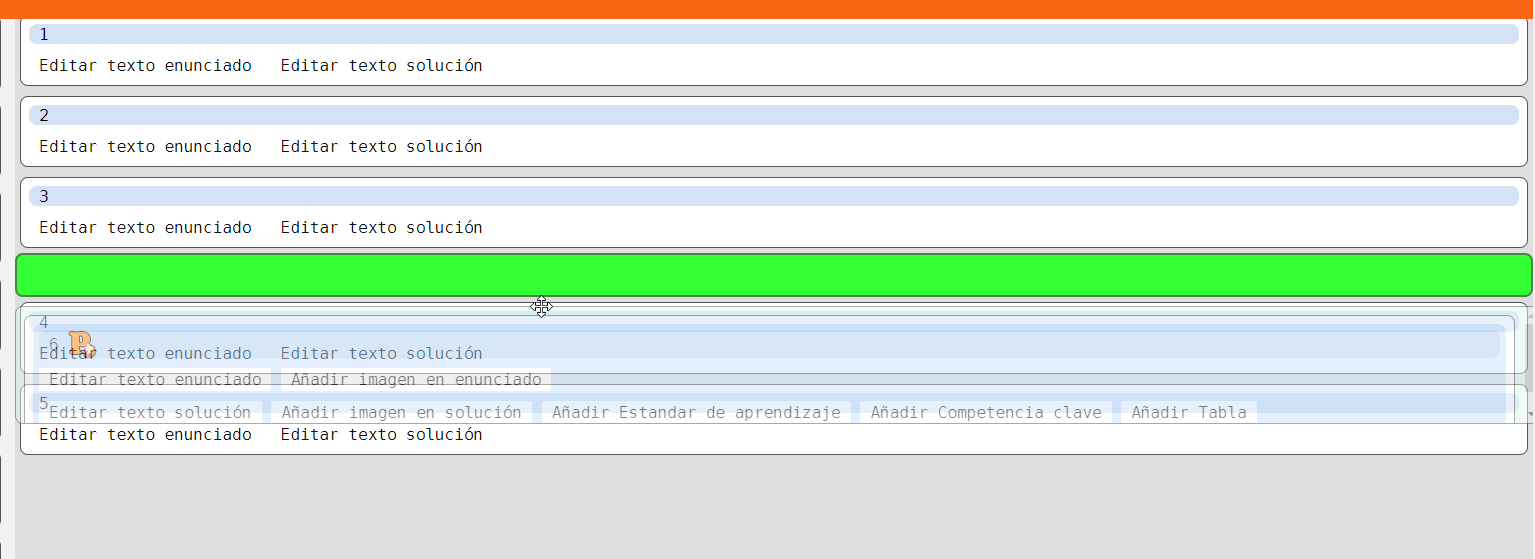 1
Editar texto enunciado Editar texto solución
2
Editar texto enunciado Editar texto solución
3
Editar texto enunciado Editar texto solución
4
6
Editar texto enunciado Editar texto solución
Editar texto enunciado Añadir imagen en enunciado
5
Editar texto solución Añadir imagen en solución Añadir Estandar de aprendizaje Añadir Competencia clave Añadir Tabla
Editar texto enunciado Editar texto solución